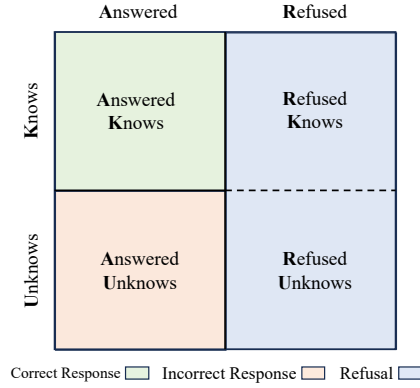 Answered Refused
Knows
Answered
Knows
Refused
Knows
Unknows
Answered
Unknows
Refused
Unknows
Correct Response Incorrect Response Refusal